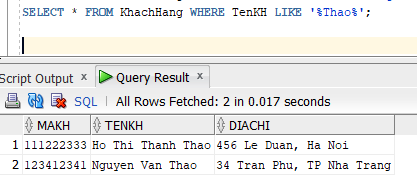 SELECT * FROM KhachHang WHERE TenKH LIKE '%Thao%';
Script Output x Query Result x
SQL | All Rows Fetched: 2 in 0.017 seconds
MAKH TENKH DIACHI
1 111222333 Ho Thi Thanh Thao 456 Le Duan, Ha Noi
2 123412341 Nguyen Van Thao 34 Tran Phu, TP Nha Trang